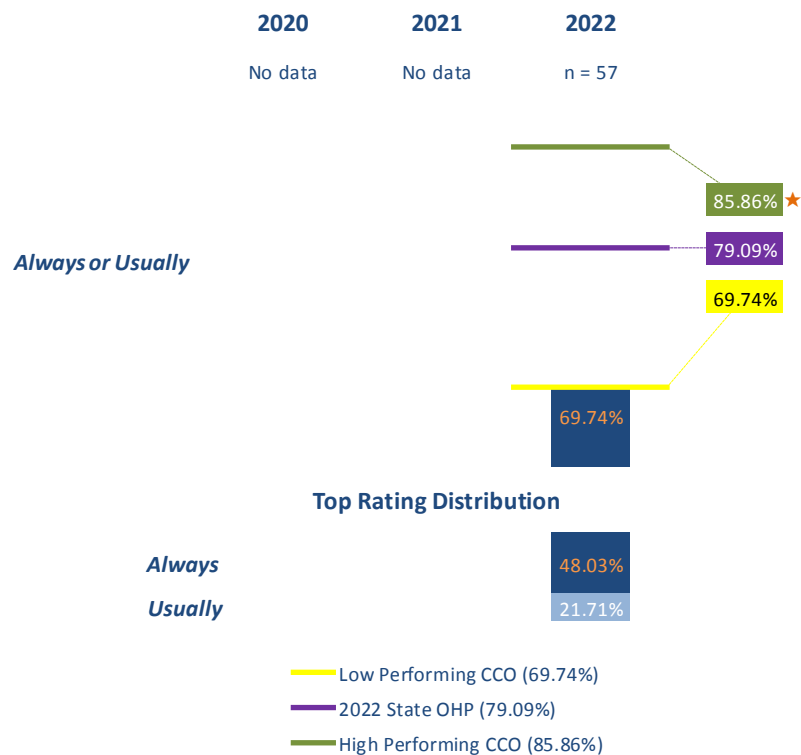 2020 2021 2022
No data No data n = 57
85.86%
Always or Usually
79.09%
69.74%
69.74%
Top Rating Distribution
Always 48.03%
Usually 21.71%
Low Performing CCO (69.74%)
2022 State OHP (79.09%)
High Performing CCO (85.86%)